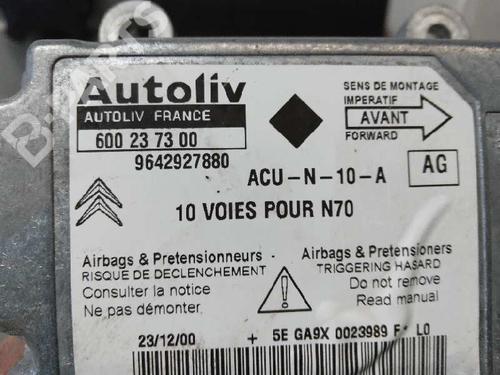 Autoliv
AUTOLIV FRANCE
600 23 73 00
9642927880
SENS DE MONTAGE
IMPERATIF
AVANT
FORWARD
ACU-N-10-A
AG
10 VOIES POUR N70
Airbags & Pretensionneurs
RISQUE DE DECLENCHEMENT
Consulter la notice
Ne pas démonter
Airbags & Pretensioners
TRIGGERING HASARD
Do not remove
Read manual
23/12/00 + 5E GA9X 0023989 F* L0
B-PARTS